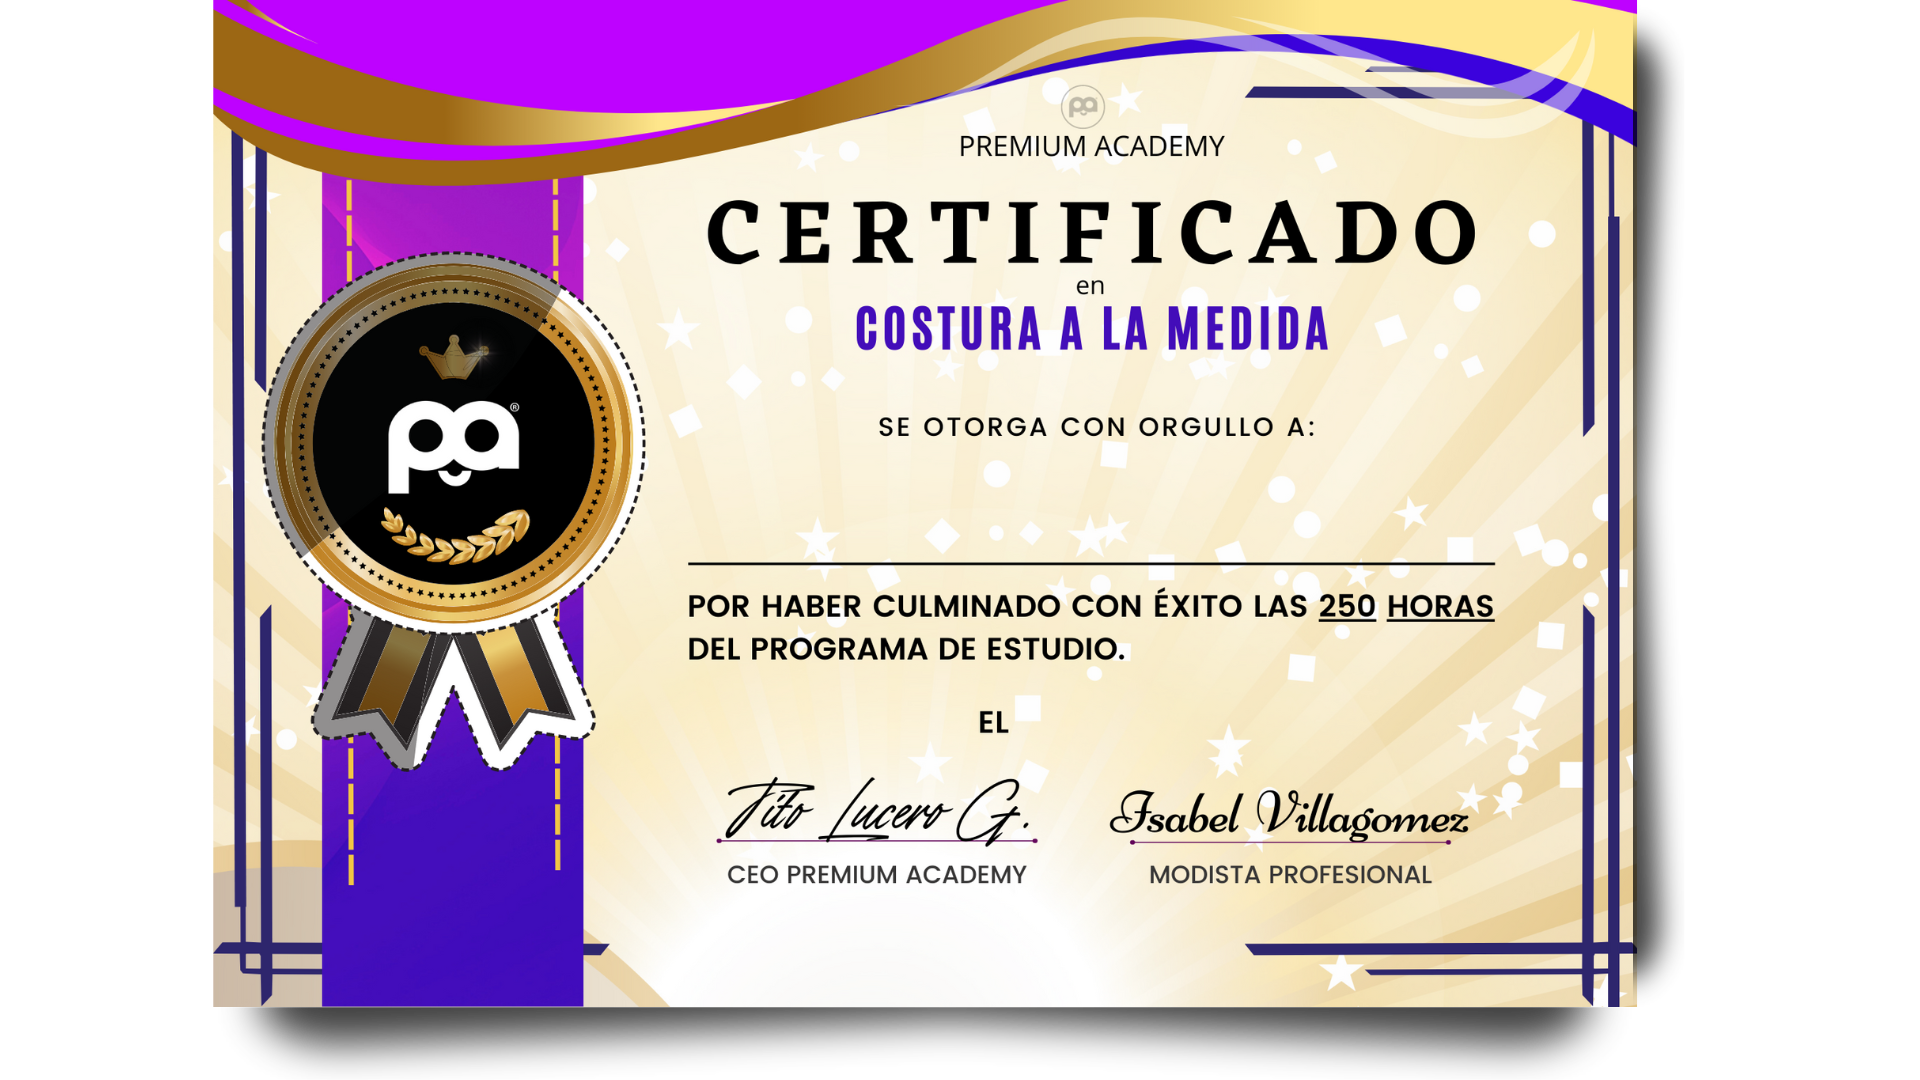 pa
PREMIUM ACADEMY
CERTIFICADO
en
COSTURA A LA MEDIDA
SE OTORGA CON ORGULLO A:
pa®
POR HABER CULMINADO CON ÉXITO LAS 250 HORAS
DEL PROGRAMA DE ESTUDIO.
EL
Tito Lucero G.
Isabel Villagomez
CEO PREMIUM ACADEMY
MODISTA PROFESIONAL